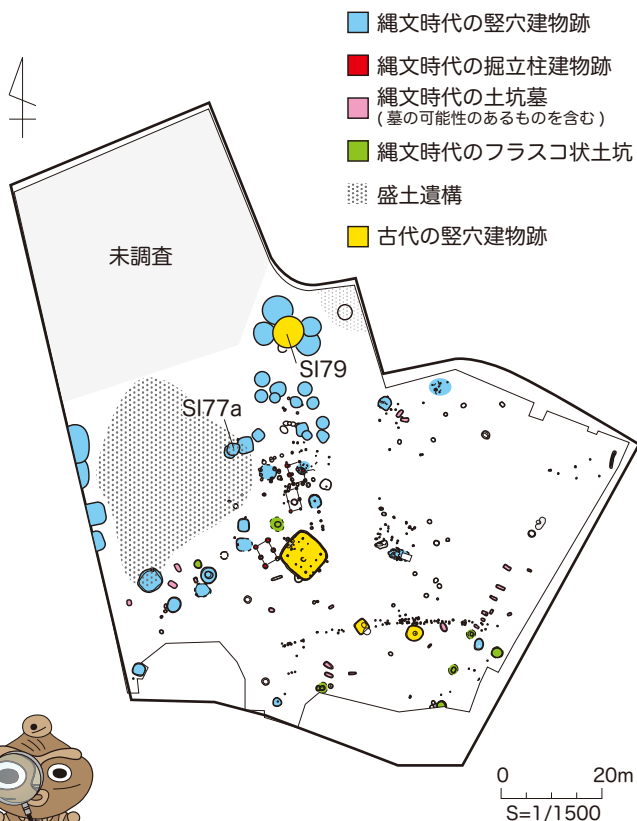 縄文時代の竪穴建物跡
縄文時代の掘立柱建物跡
縄文時代の土坑墓
(墓の可能性のあるものを含む)
縄文時代のフラスコ状土坑
盛土遺構
古代の竪穴建物跡
未調査
SI79
SI77a
0 20m
S=1/1500